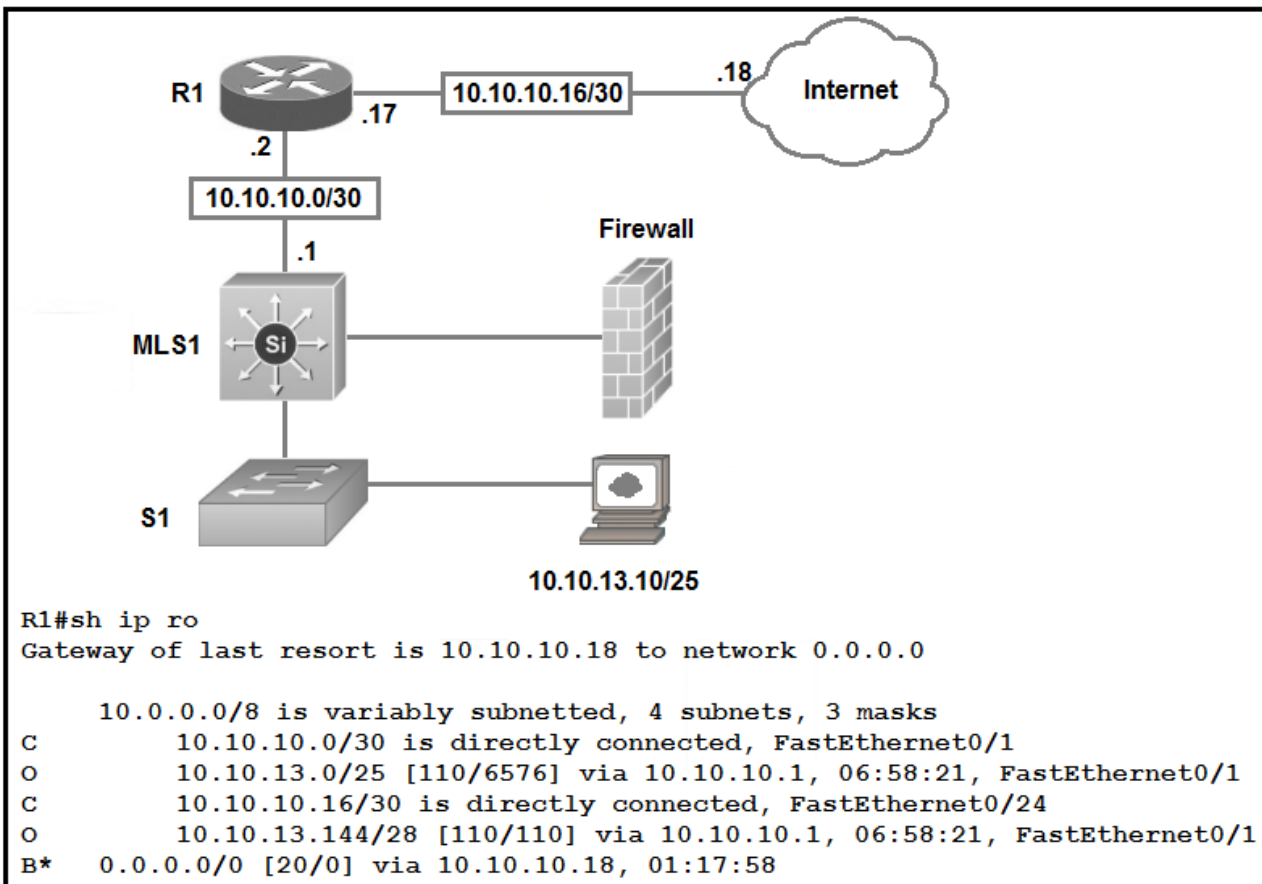 R1
.17
10.10.10.16/30
.18
Internet
.2
10.10.10.0/30
.1
Firewall
MLS1
Si
S1
10.10.13.10/25
R1#sh ip ro
Gateway of last resort is 10.10.10.18 to network 0.0.0.0
10.0.0.0/8 is variably subnetted, 4 subnets, 3 masks
C 10.10.10.0/30 is directly connected, FastEthernet0/1
O 10.10.13.0/25 [110/6576] via 10.10.10.1, 06:58:21, FastEthernet0/1
C 10.10.10.16/30 is directly connected, FastEthernet0/24
O 10.10.13.144/28 [110/110] via 10.10.10.1, 06:58:21, FastEthernet0/1
B* 0.0.0.0/0 [20/0] via 10.10.10.18, 01:17:58